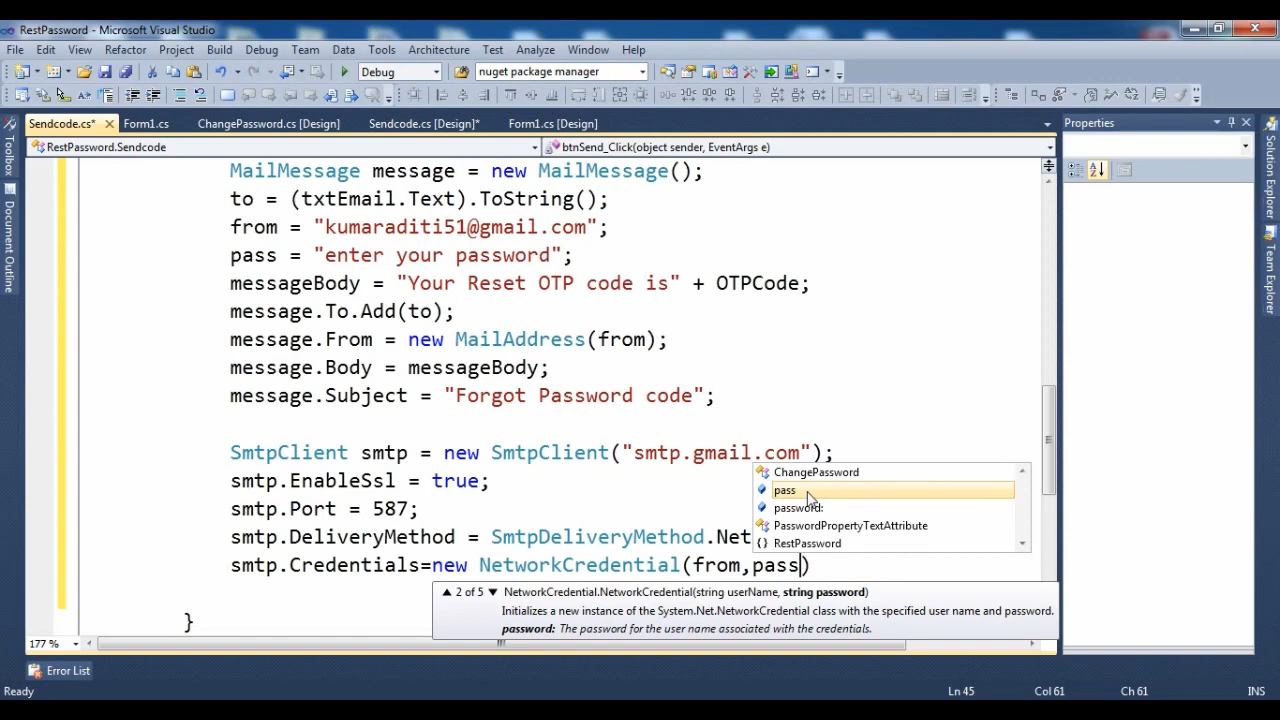 RestPassword - Microsoft Visual Studio
File Edit View Refactor Project Build Debug Team Data Tools Architecture Test Analyze Window Help
Debug nuget package manager
Sendcode.cs* Form1.cs ChangePassword.cs [Design] Sendcode.cs [Design]* Form1.cs [Design]
Properties
RestPassword.Sendcode btnSend_Click(object sender, EventArgs e)
Toolbox
Document Outline
Solution Explorer
Team Explorer
MailMessage message = new MailMessage();
to = (txtEmail.Text).ToString();
from = "kumaraditi51@gmail.com";
pass = "enter your password";
messageBody = "Your Reset OTP code is" + OTPCode;
message.To.Add(to);
message.From = new MailAddress(from);
message.Body = messageBody;
message.Subject = "Forgot Password code";
SmtpClient smtp = new SmtpClient("smtp.gmail.com");
smtp.EnableSsl = true;
smtp.Port = 587;
smtp.DeliveryMethod = SmtpDeliveryMethod.Net
smtp.Credentials=new NetworkCredential(from,pass)
ChangePassword
pass
password:
PasswordPropertyTextAttribute
{} RestPassword
2 of 5 NetworkCredential.NetworkCredential(string userName, string password)
Initializes a new instance of the System.Net.NetworkCredential class with the specified user name and password.
password: The password for the user name associated with the credentials.
}
177 %
Error List
Ready Ln 45 Col 61 Ch 61 INS